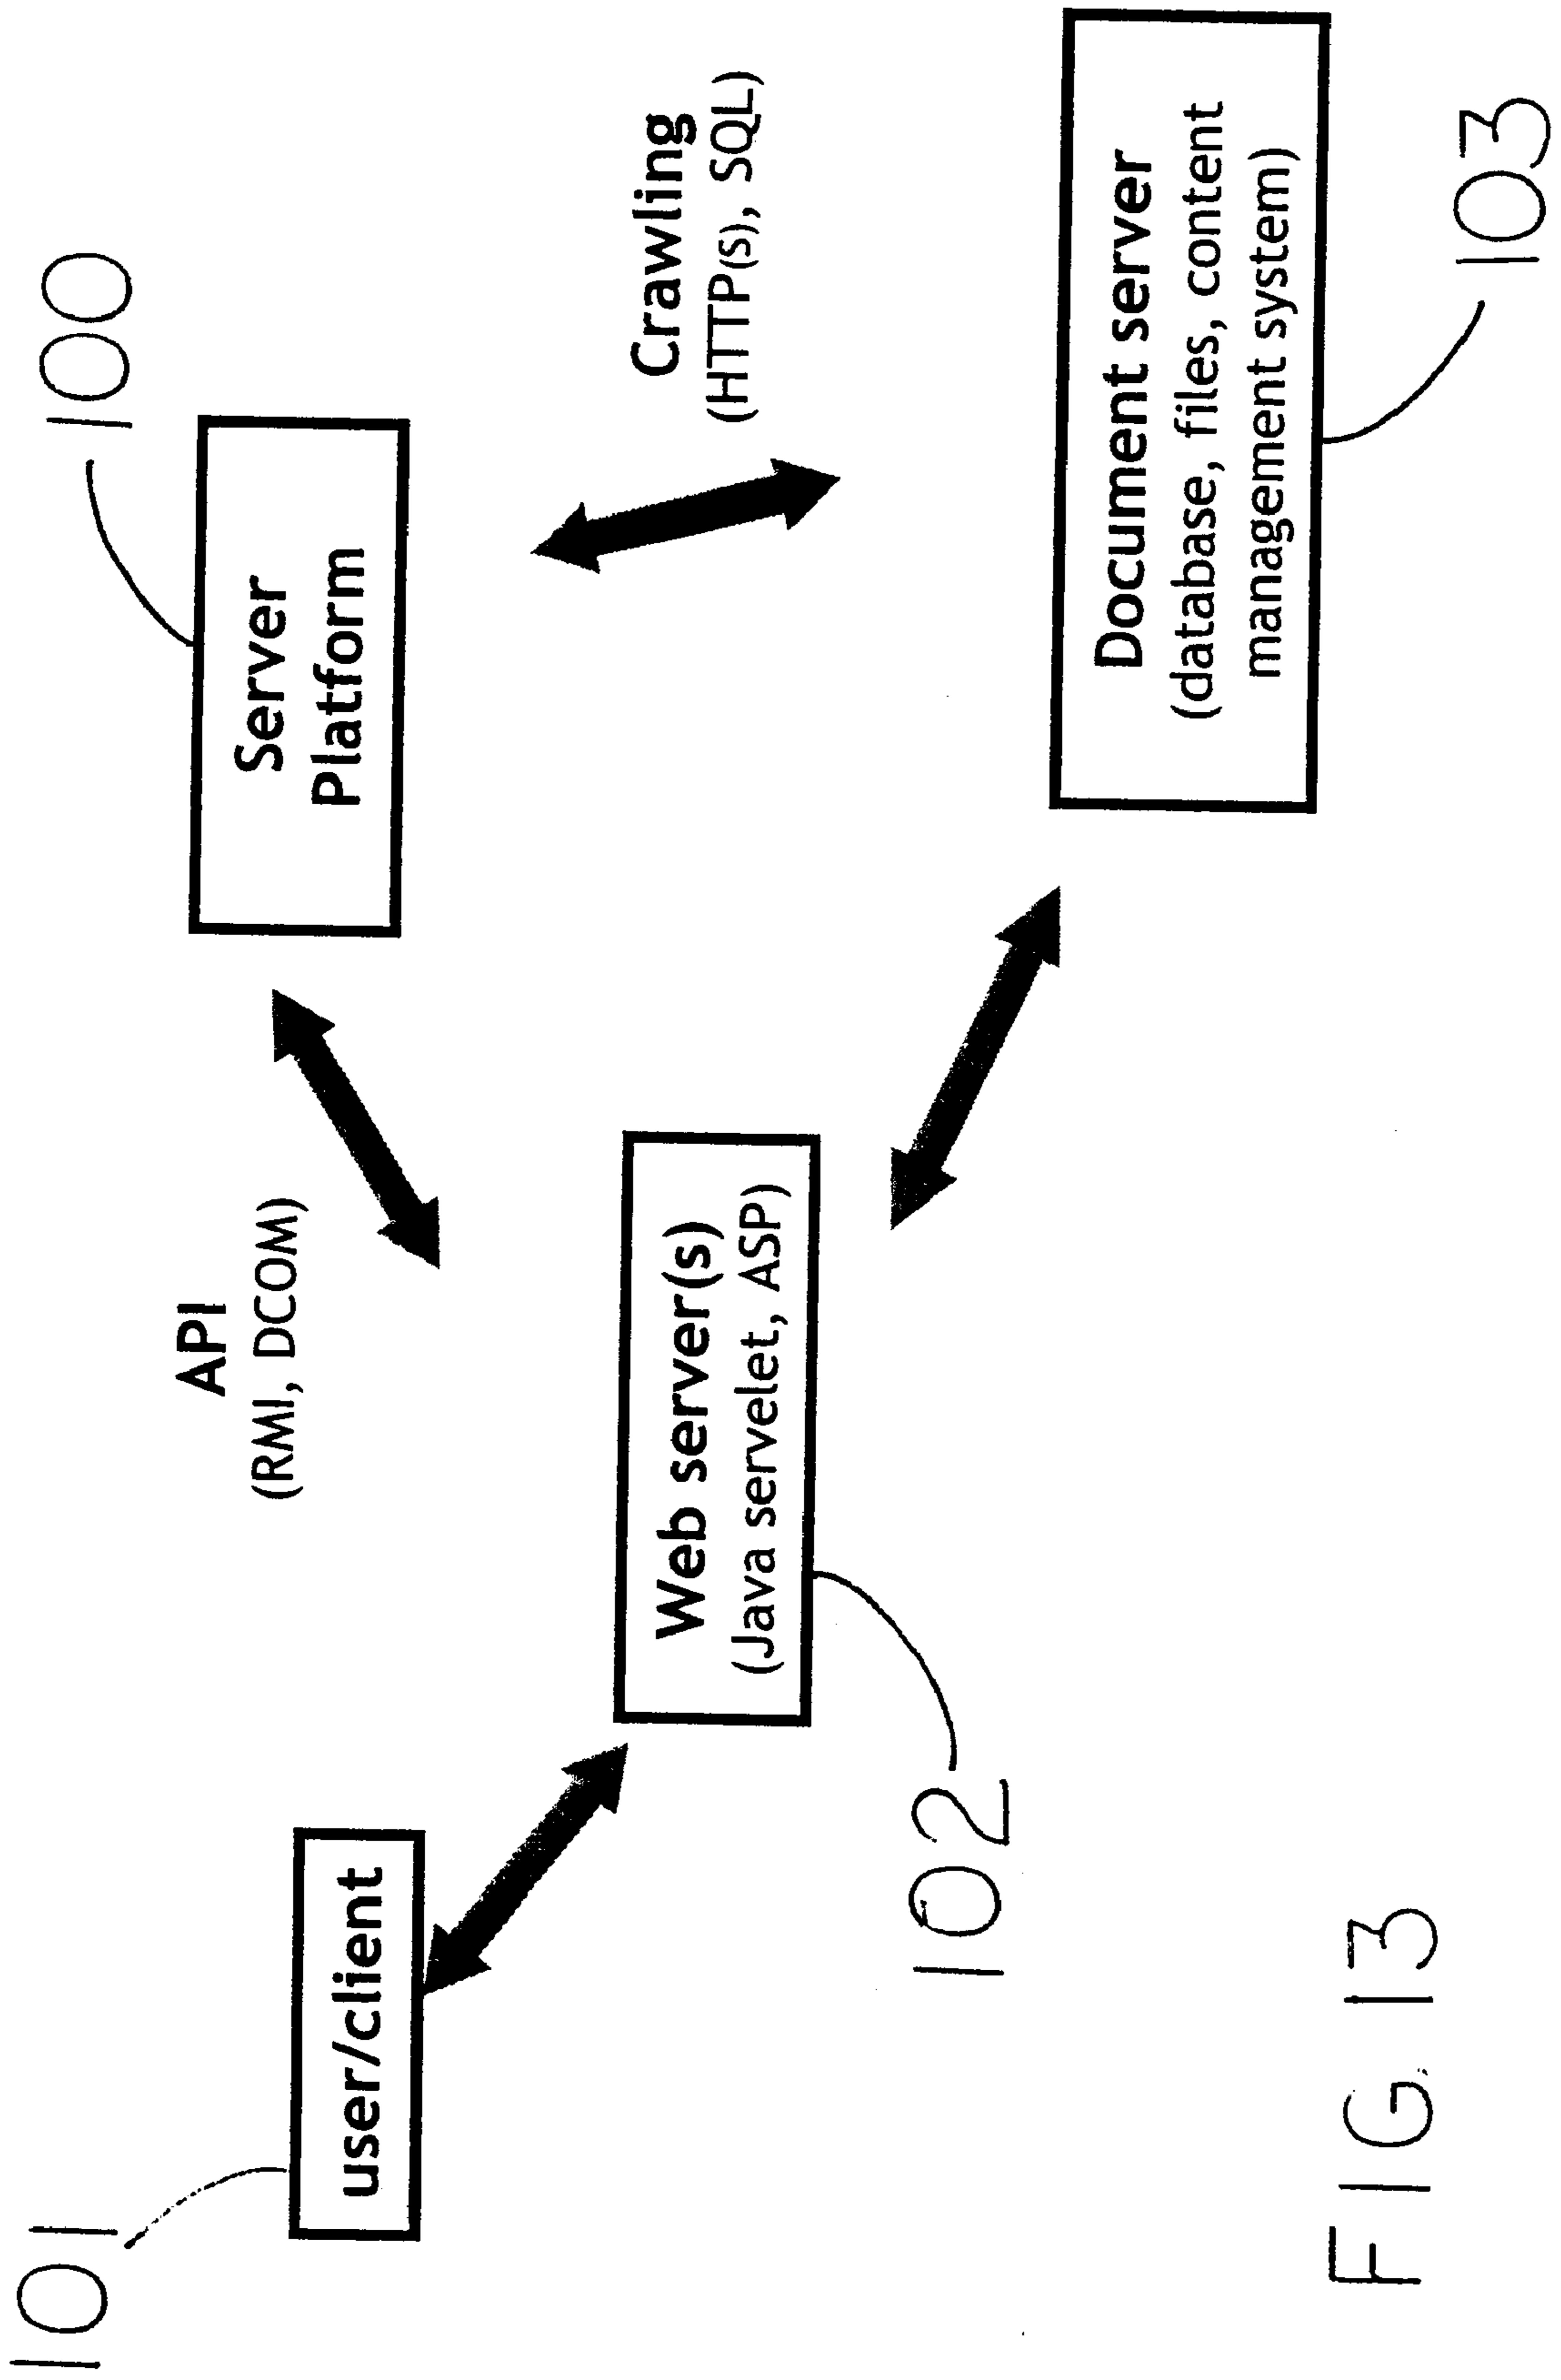 100
Server
Platform
API
(RMI, DCOM)
101
user/client
Crawling
(HTTP(S), SQL)
Web server(s)
(Java servelet, ASP)
102
Document server
(database, files, content
management system)
103
FIG 13